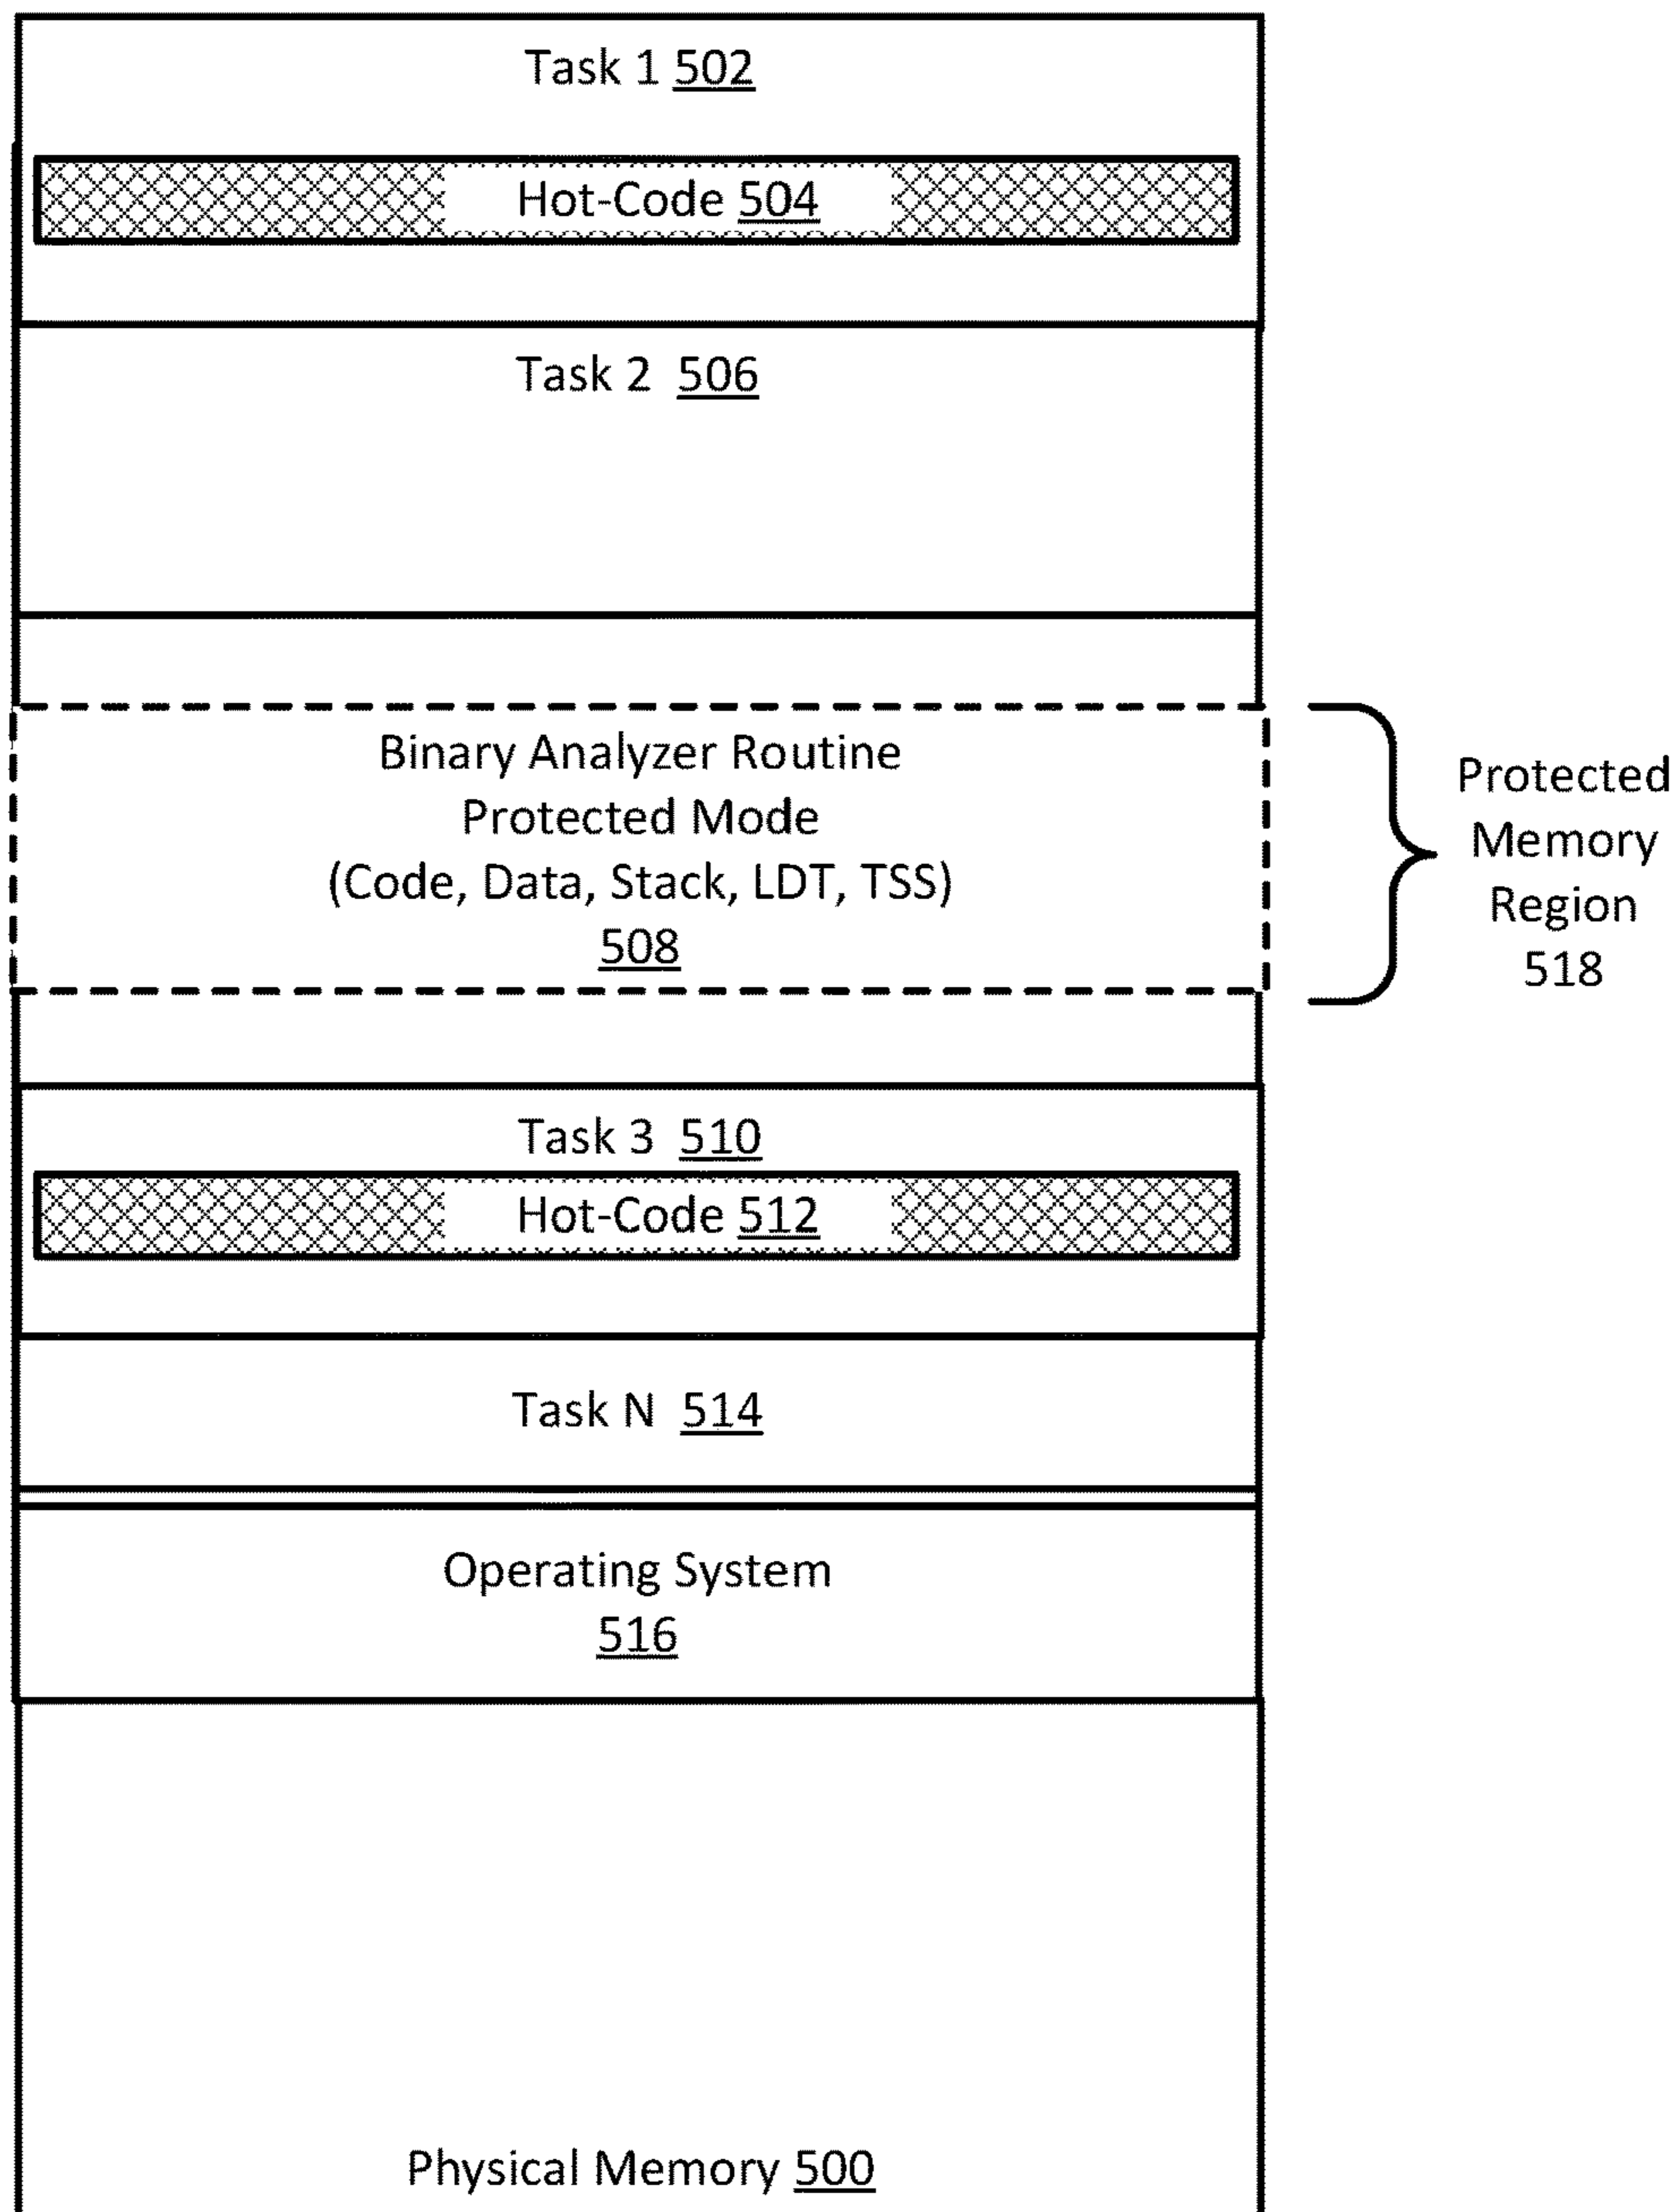 Task 1 502
Hot-Code 504
Task 2 506
Binary Analyzer Routine
Protected Mode
(Code, Data, Stack, LDT, TSS)
508
Protected
Memory
Region
518
Task 3 510
Hot-Code 512
Task N 514
Operating System
516
Physical Memory 500